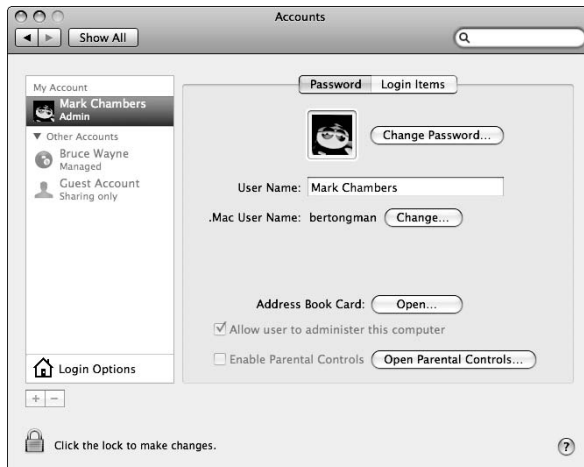 Accounts
Show All
My Account
Mark Chambers
Admin
Other Accounts
Bruce Wayne
Managed
Guest Account
Sharing only
Login Options
+ −
Password Login Items
Change Password...
User Name: Mark Chambers
.Mac User Name: bertongman Change...
Address Book Card: Open...
Allow user to administer this computer
Enable Parental Controls Open Parental Controls...
Click the lock to make changes.
?